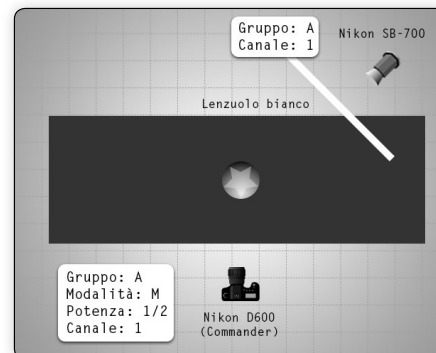 Gruppo: A
Canale: 1
Nikon SB-700
Lenzuolo bianco
Gruppo: A
Modalità: M
Potenza: 1/2
Canale: 1
Nikon D600
(Commander)